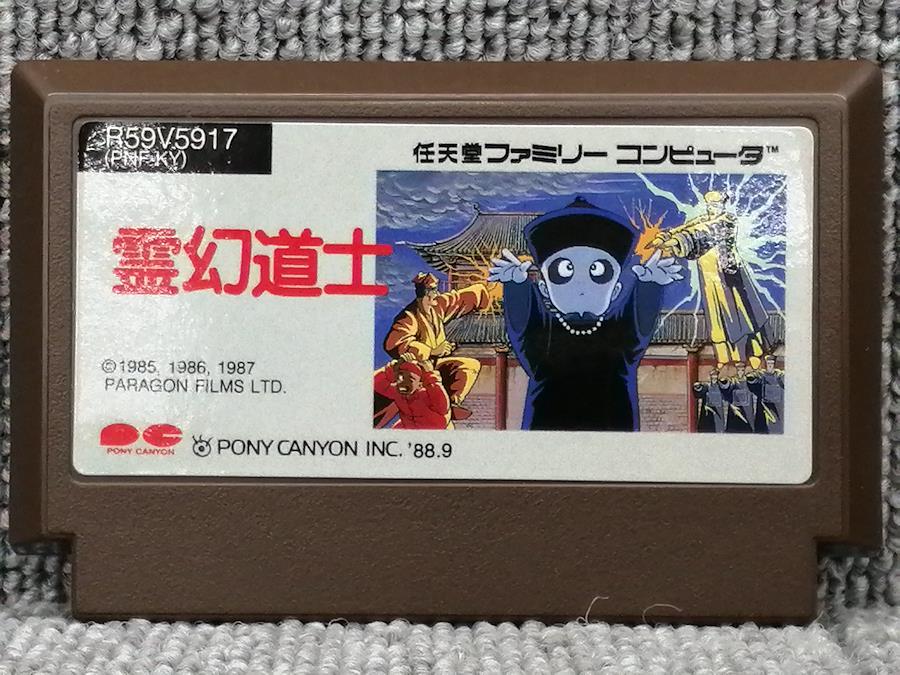 R59V5917
(PNF-KY)
任天堂ファミリー コンピュータ™
霊幻道士
©1985, 1986, 1987
PARAGON FILMS LTD.
PONY CANYON
PONY CANYON INC. '88.9